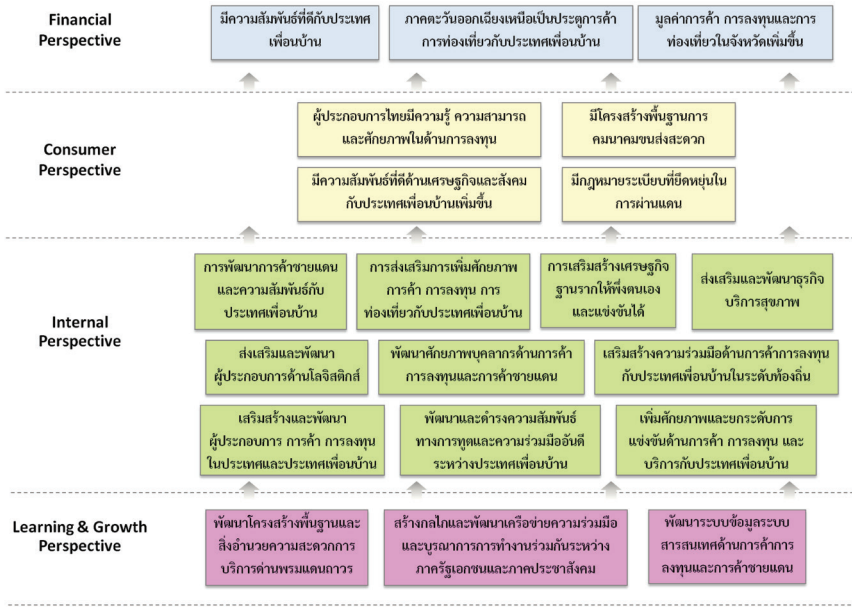 Financial
Perspective
มีความสัมพันธ์ที่ดีกับประเทศ
เพื่อนบ้าน
ภาคตะวันออกเฉียงเหนือเป็นประตูการค้า
การท่องเที่ยวกับประเทศเพื่อนบ้าน
มูลค่าการค้า การลงทุนและการ
ท่องเที่ยวในจังหวัดเพิ่มขึ้น
Consumer
Perspective
ผู้ประกอบการไทยมีความรู้ ความสามารถ
และศักยภาพในด้านการลงทุน
มีโครงสร้างพื้นฐานการ
คมนาคมขนส่งสะดวก
มีความสัมพันธ์ที่ดีด้านเศรษฐกิจและสังคม
กับประเทศเพื่อนบ้านเพิ่มขึ้น
มีกฎหมายระเบียบที่ยืดหยุ่นใน
การผ่านแดน
Internal
Perspective
การพัฒนาการค้าชายแดน
และความสัมพันธ์กับ
ประเทศเพื่อนบ้าน
การส่งเสริมการเพิ่มศักยภาพ
การค้า การลงทุน การ
ท่องเที่ยวกับประเทศเพื่อนบ้าน
การเสริมสร้างเศรษฐกิจ
ฐานรากให้พึ่งตนเอง
และแข่งขันได้
ส่งเสริมและพัฒนาธุรกิจ
บริการสุขภาพ
ส่งเสริมและพัฒนา
ผู้ประกอบการด้านโลจิสติกส์
พัฒนาศักยภาพบุคลากรด้านการค้า
การลงทุนและการค้าชายแดน
เสริมสร้างความร่วมมือด้านการค้าการลงทุน
กับประเทศเพื่อนบ้านในระดับท้องถิ่น
เสริมสร้างและพัฒนา
ผู้ประกอบการ การค้า การลงทุน
ในประเทศและประเทศเพื่อนบ้าน
พัฒนาและดำรงความสัมพันธ์
ทางการทูตและความร่วมมืออันดี
ระหว่างประเทศเพื่อนบ้าน
เพิ่มศักยภาพและยกระดับการ
แข่งขันด้านการค้า การลงทุน และ
บริการกับประเทศเพื่อนบ้าน
Learning & Growth
Perspective
พัฒนาโครงสร้างพื้นฐานและ
สิ่งอำนวยความสะดวกการ
บริการด่านพรมแดนถาวร
สร้างกลไกและพัฒนาเครือข่ายความร่วมมือ
และบูรณาการการทำงานร่วมกันระหว่าง
ภาครัฐเอกชนและภาคประชาสังคม
พัฒนาระบบข้อมูลระบบ
สารสนเทศด้านการค้าการ
ลงทุนและการค้าชายแดน